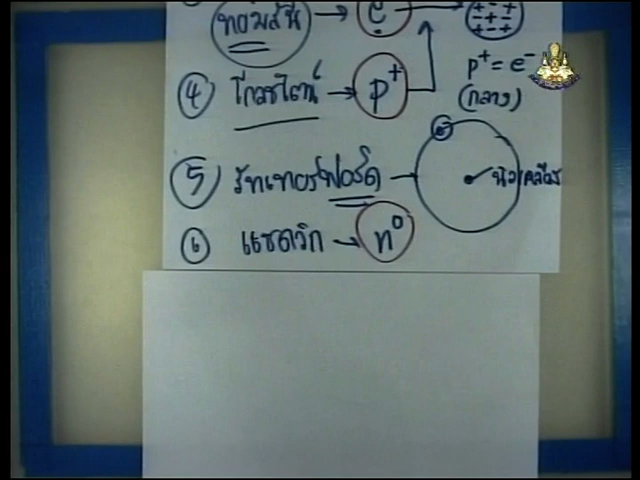 ทอมสัน → e- → + - + - + - + -
p+ = e-
④ โกลดชไตน์ → p+ (กลาง)
⑤ รัทเทอร์ฟอร์ด – นิวเคลียส
⑥ แชดวิก → n0